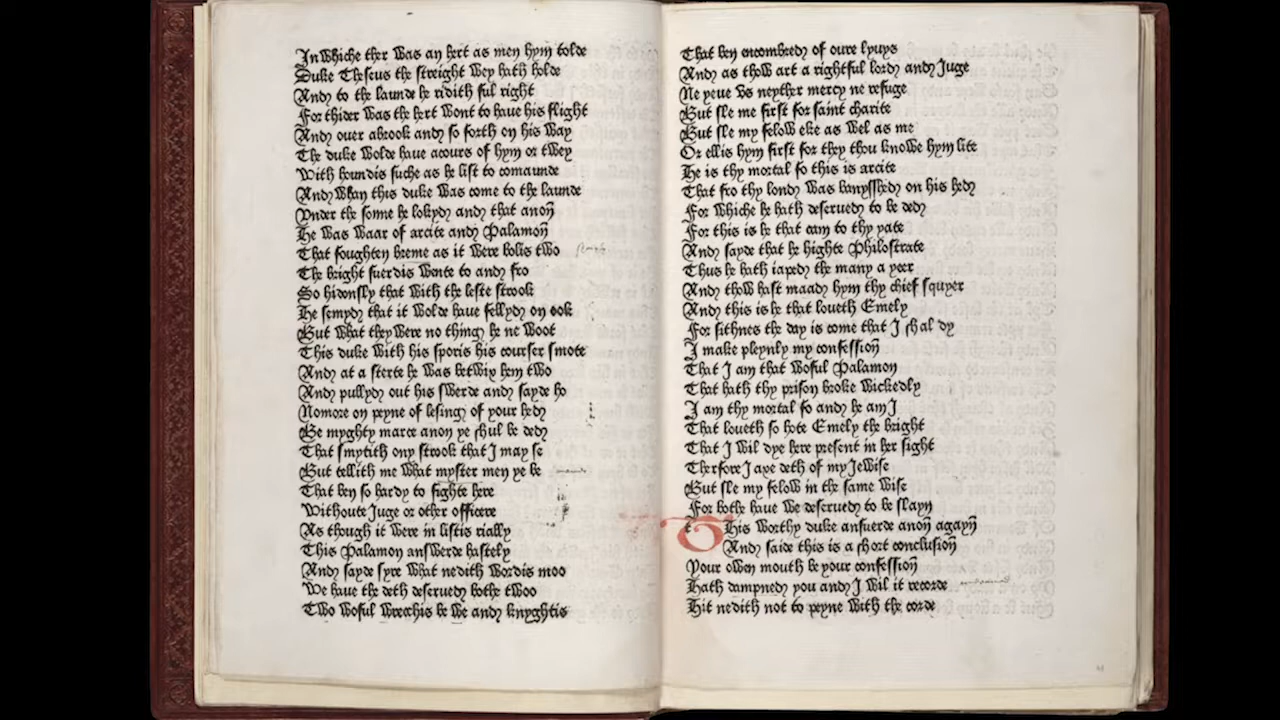 In whiche ther was an hert as men hym tolde
Duke Theseus the streight wey hath holde
And to the launde he ridith ful right
For thider was the hert wont to have his flight
And ouer abrook and so forth on his way
The duke wolde haue acours of hym or twey
With houndis suche as he list to comaunde
And whan this duke was come to the launde
Vnder the sonne he lokyd and that anon
He was waar of arcite and Palamon
That foughten breme as it were bolis two
The bright swerdis wente to and fro
So hidously that with the leste strook
He semyd that it wolde haue fellyd on ook
But what they were no thing he ne woot
This duke with his sporis his courser smote
And at a sterte he was betwix hem two
And pullyd out his swerde and sayde ho
Nomore on peyne of lesing of your hedy
Be myghty marce anon ye shul be dedy
That smytith ony strook that I may se
But tellith me what myster men ye be
That ben so hardy to fighte here
Withoute Juge or other officere
As though it were in listis rially
This Palamon answerde hastely
And sayde syre what nedith wordis moo
We haue the deth deseruedy bothe twoo
Two woful wrecchis be we and knyghtis
That ben encombredy of oure lyuys
And as thow art a rightful lord and Juge
Ne yeue vs neyther mercy ne refuge
But sle me first for saint charite
But sle my felow eke as wel as me
Or ellis hym first for they thou knowe hym lite
He is thy mortal fo this is arcite
That fro thy lond was banysshed on his hed
For whiche he hath deserued to be ded
For this is he that cam to thy yate
And sayde that he highte Philostrate
Thus he hath iaped the many a yeer
And thow hast maad hym thy chief squyer
And this is he that loueth Emely
For sithnes the day is come that I shal dy
I make pleynly my confession
That I am that woful Palamon
That hath thy prison broke wickedly
I am thy mortal fo and he am I
That loueth so hote Emely the bright
That I wil dye here present in her sight
Therfore I axe deth of my Jewise
But sle my felow in the same wise
For bothe haue we deserued to be slayn
This worthy duke answerde anon agayn
And saide this is a short conclusion
Your owen mouth be your confession
Hath dampned you and I wil it recorde
Hit nedith not to peyne with the corde